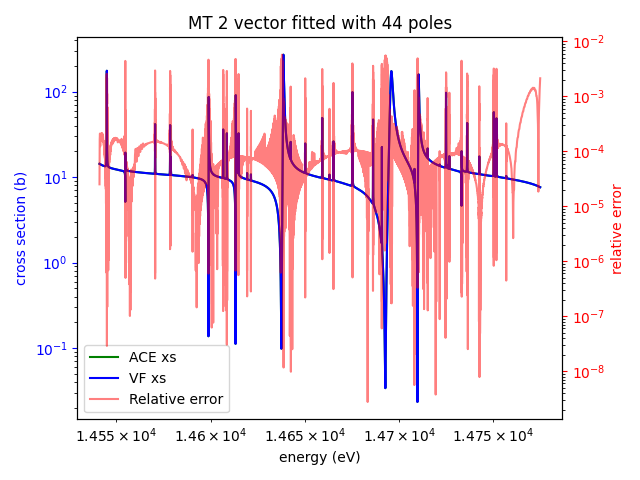 MT 2 vector fitted with 44 poles
cross section (b)
10²
10¹
10⁰
10⁻¹
10⁻²
10⁻³
10⁻⁴
10⁻⁵
10⁻⁶
10⁻⁷
10⁻⁸
relative error
ACE xs
VF xs
Relative error
1.455 × 10⁴ 1.46 × 10⁴ 1.465 × 10⁴ 1.47 × 10⁴ 1.475 × 10⁴
energy (eV)